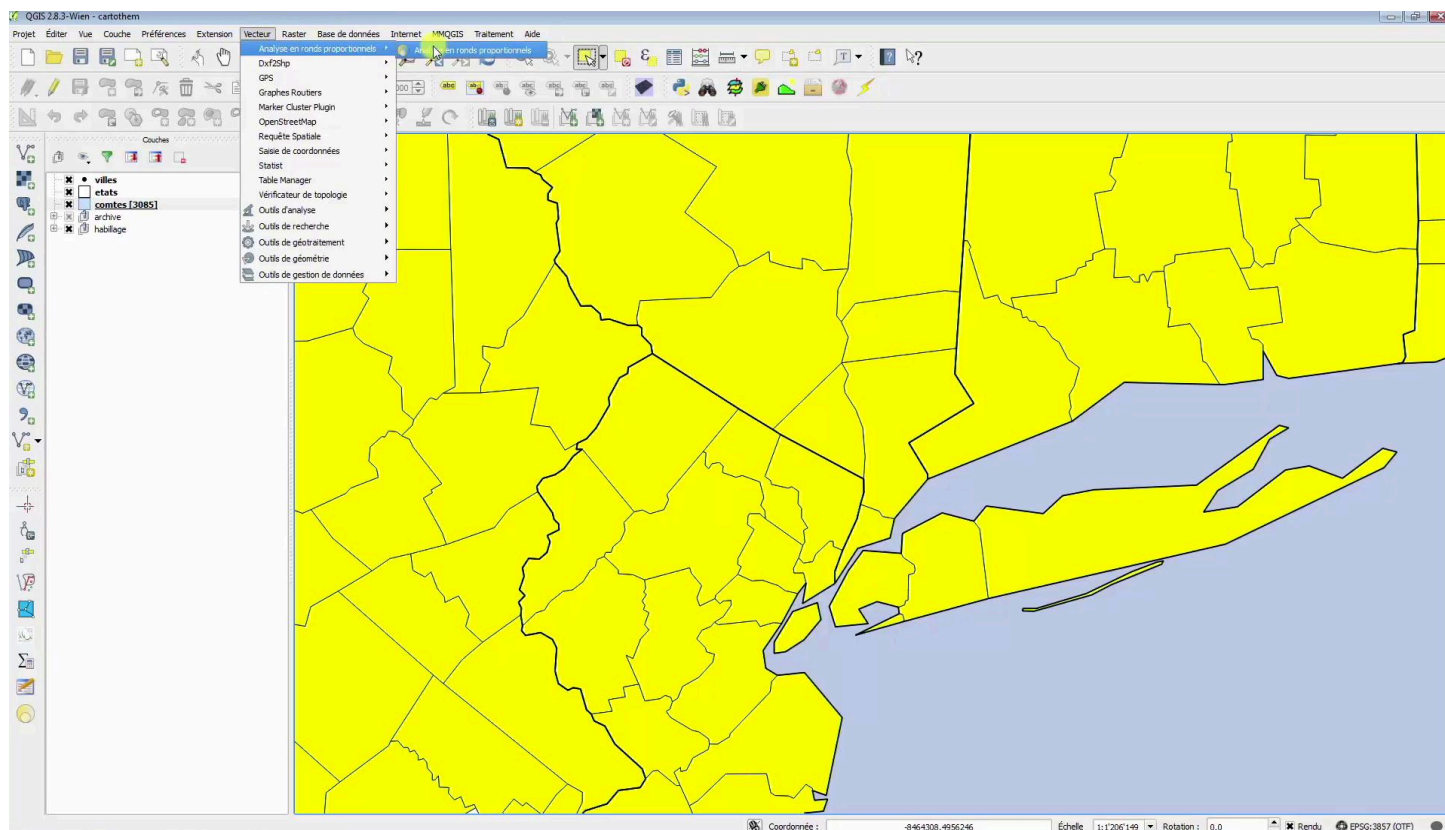 QGIS 2.8.3-Wien - cartothem
Projet Éditer Vue Couche Préférences Extension Vecteur Raster Base de données Internet MMQGIS Traitement Aide
Analyse en ronds proportionnels
en ronds proportionnels
Dxf2Shp
GPS
Graphes Routiers
Marker Cluster Plugin
OpenStreetMap
Requête Spatiale
Saisie de coordonnées
Statist
Table Manager
Vérificateur de topologie
Outils d'analyse
Outils de recherche
Outils de géotraitement
Outils de géométrie
Outils de gestion de données
Couches
villes
etats
comtes [3085]
archive
habillage
Coordonnée : -8464308,4956246 Échelle 1:1'206'149 Rotation : 0.0 Rendu EPSG:3857 (OTF)